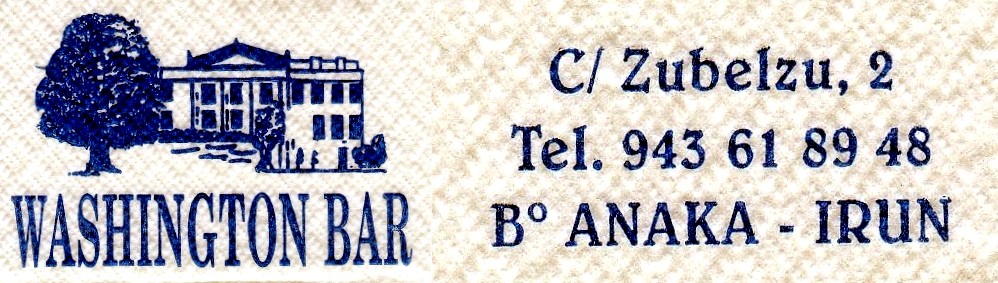 WASHINGTON BAR
C/ Zubelzu, 2
Tel. 943 61 89 48
Bº ANAKA - IRUN